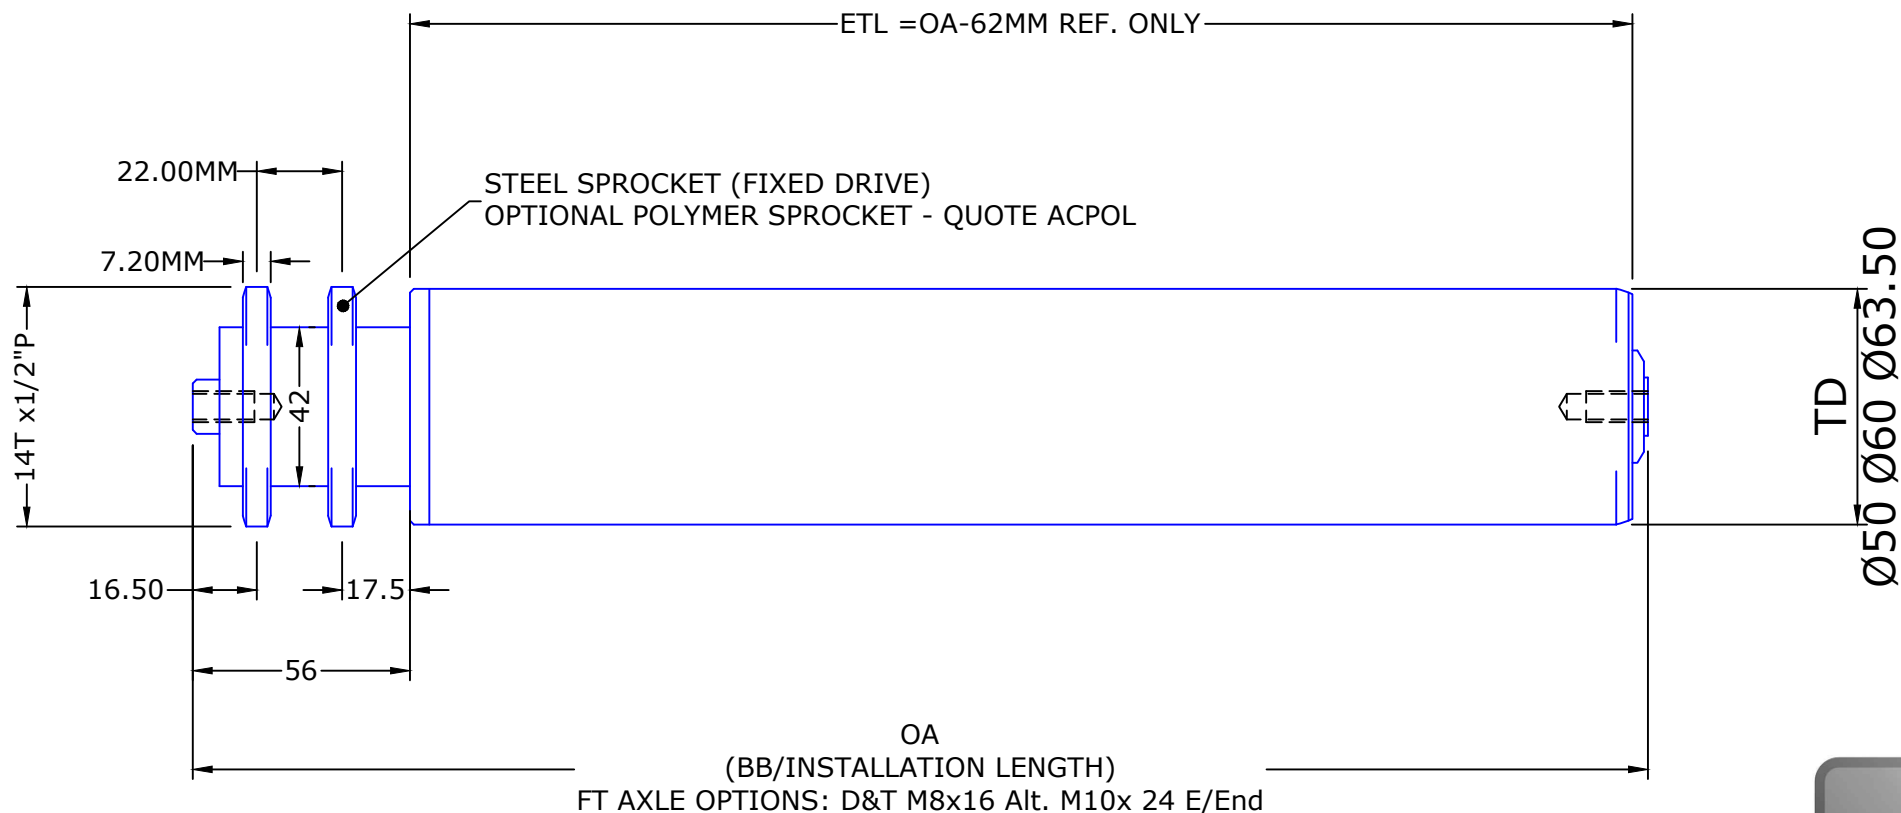 ETL =OA-62MM REF. ONLY
22.00MM
STEEL SPROCKET (FIXED DRIVE)
OPTIONAL POLYMER SPROCKET - QUOTE ACPOL
7.20MM
14T x1/2"P
42
TD
Ø50 Ø60 Ø63.50
16.50
17.5
56
OA
(BB/INSTALLATION LENGTH)
FT AXLE OPTIONS: D&T M8x16 Alt. M10x 24 E/End